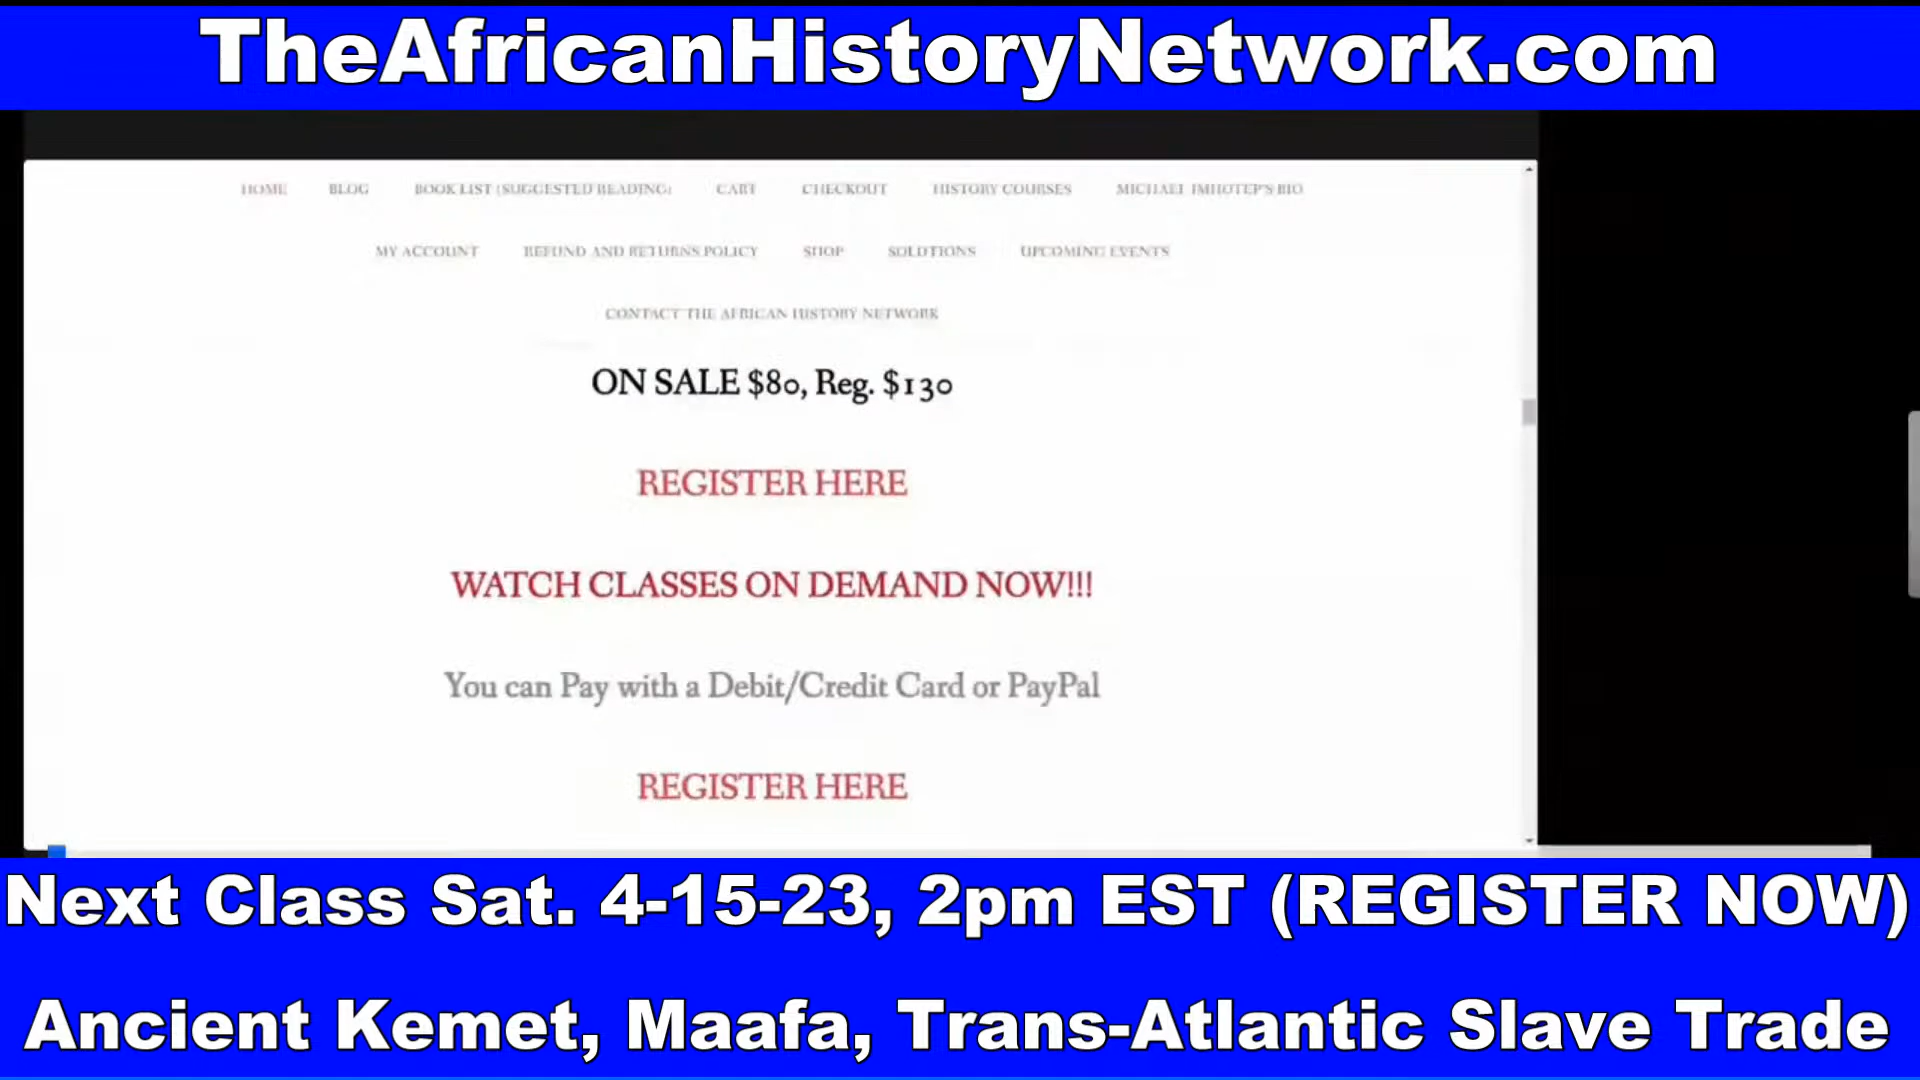 TheAfricanHistoryNetwork.com
HOME BLOG BOOK LIST (SUGGESTED READING) CART CHECKOUT HISTORY COURSES MICHAEL IMHOTEP'S BIO
MY ACCOUNT REFUND AND RETURNS POLICY SHOP SOLUTIONS UPCOMING EVENTS
CONTACT THE AFRICAN HISTORY NETWORK
ON SALE $80, Reg. $130
REGISTER HERE
WATCH CLASSES ON DEMAND NOW!!!
You can Pay with a Debit/Credit Card or PayPal
REGISTER HERE
Next Class Sat. 4-15-23, 2pm EST (REGISTER NOW)
Ancient Kemet, Maafa, Trans-Atlantic Slave Trade